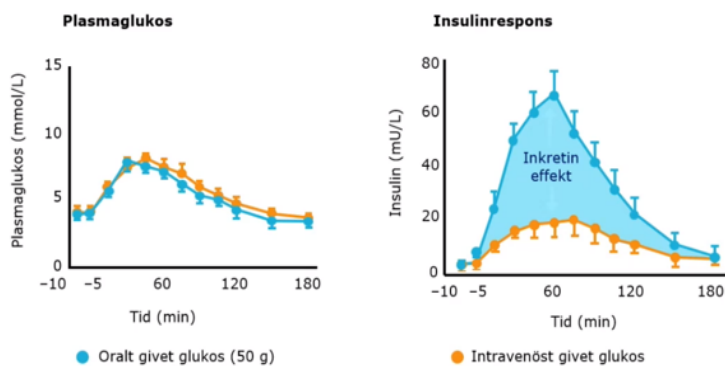 Plasmaglukos
Plasmaglukos (mmol/L)
15
10
5
0
−10
−5
60
120
180
Tid (min)
Insulinrespons
Insulin (mU/L)
80
60
40
20
0
Inkretin
effekt
−10
−5
60
120
180
Tid (min)
Oralt givet glukos (50 g)
Intravenöst givet glukos